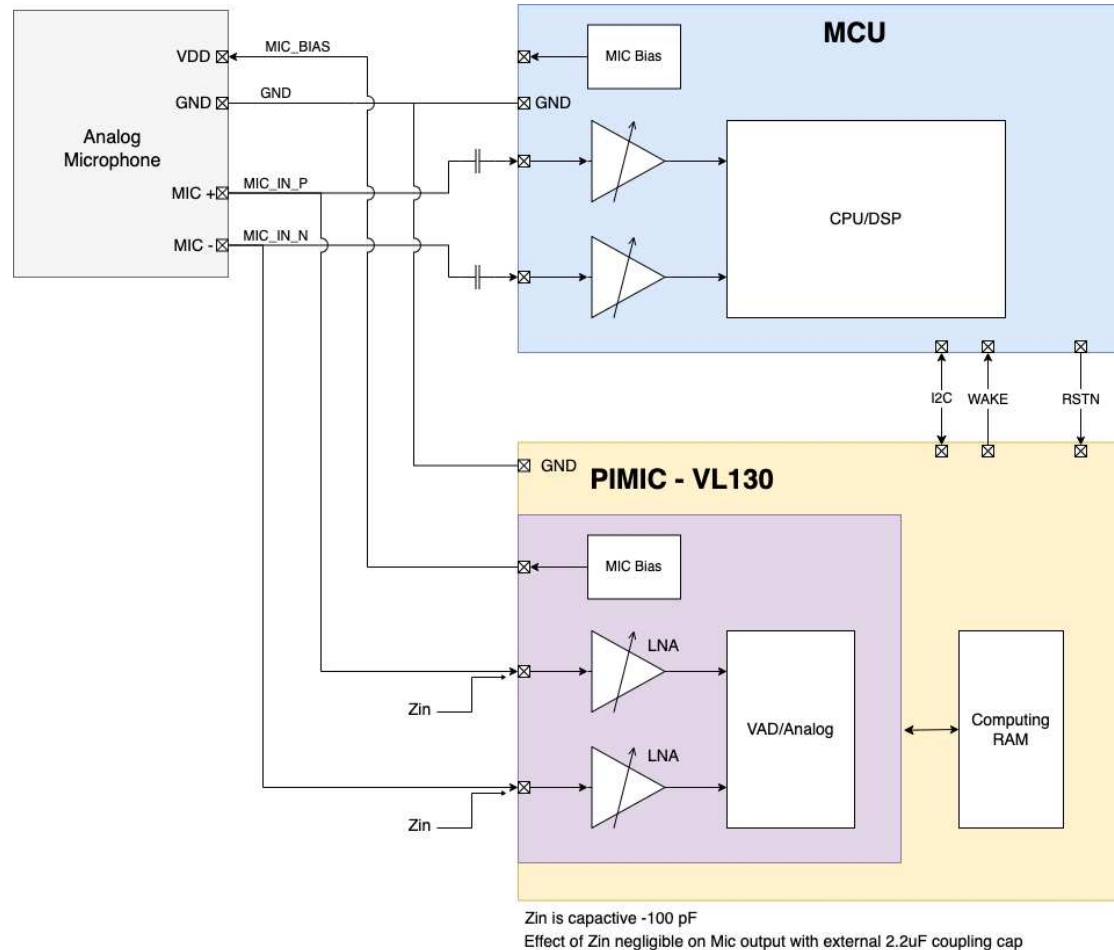 MCU
MIC Bias
VDD
MIC_BIAS
GND
GND
GND
Analog
Microphone
MIC +
MIC_IN_P
CPU/DSP
MIC -
MIC_IN_N
I2C
WAKE
RSTN
GND
PIMIC - VL130
MIC Bias
LNA
Zin
VAD/Analog
Computing
RAM
LNA
Zin
Zin is capactive -100 pF
Effect of Zin negligible on Mic output with external 2.2uF coupling cap